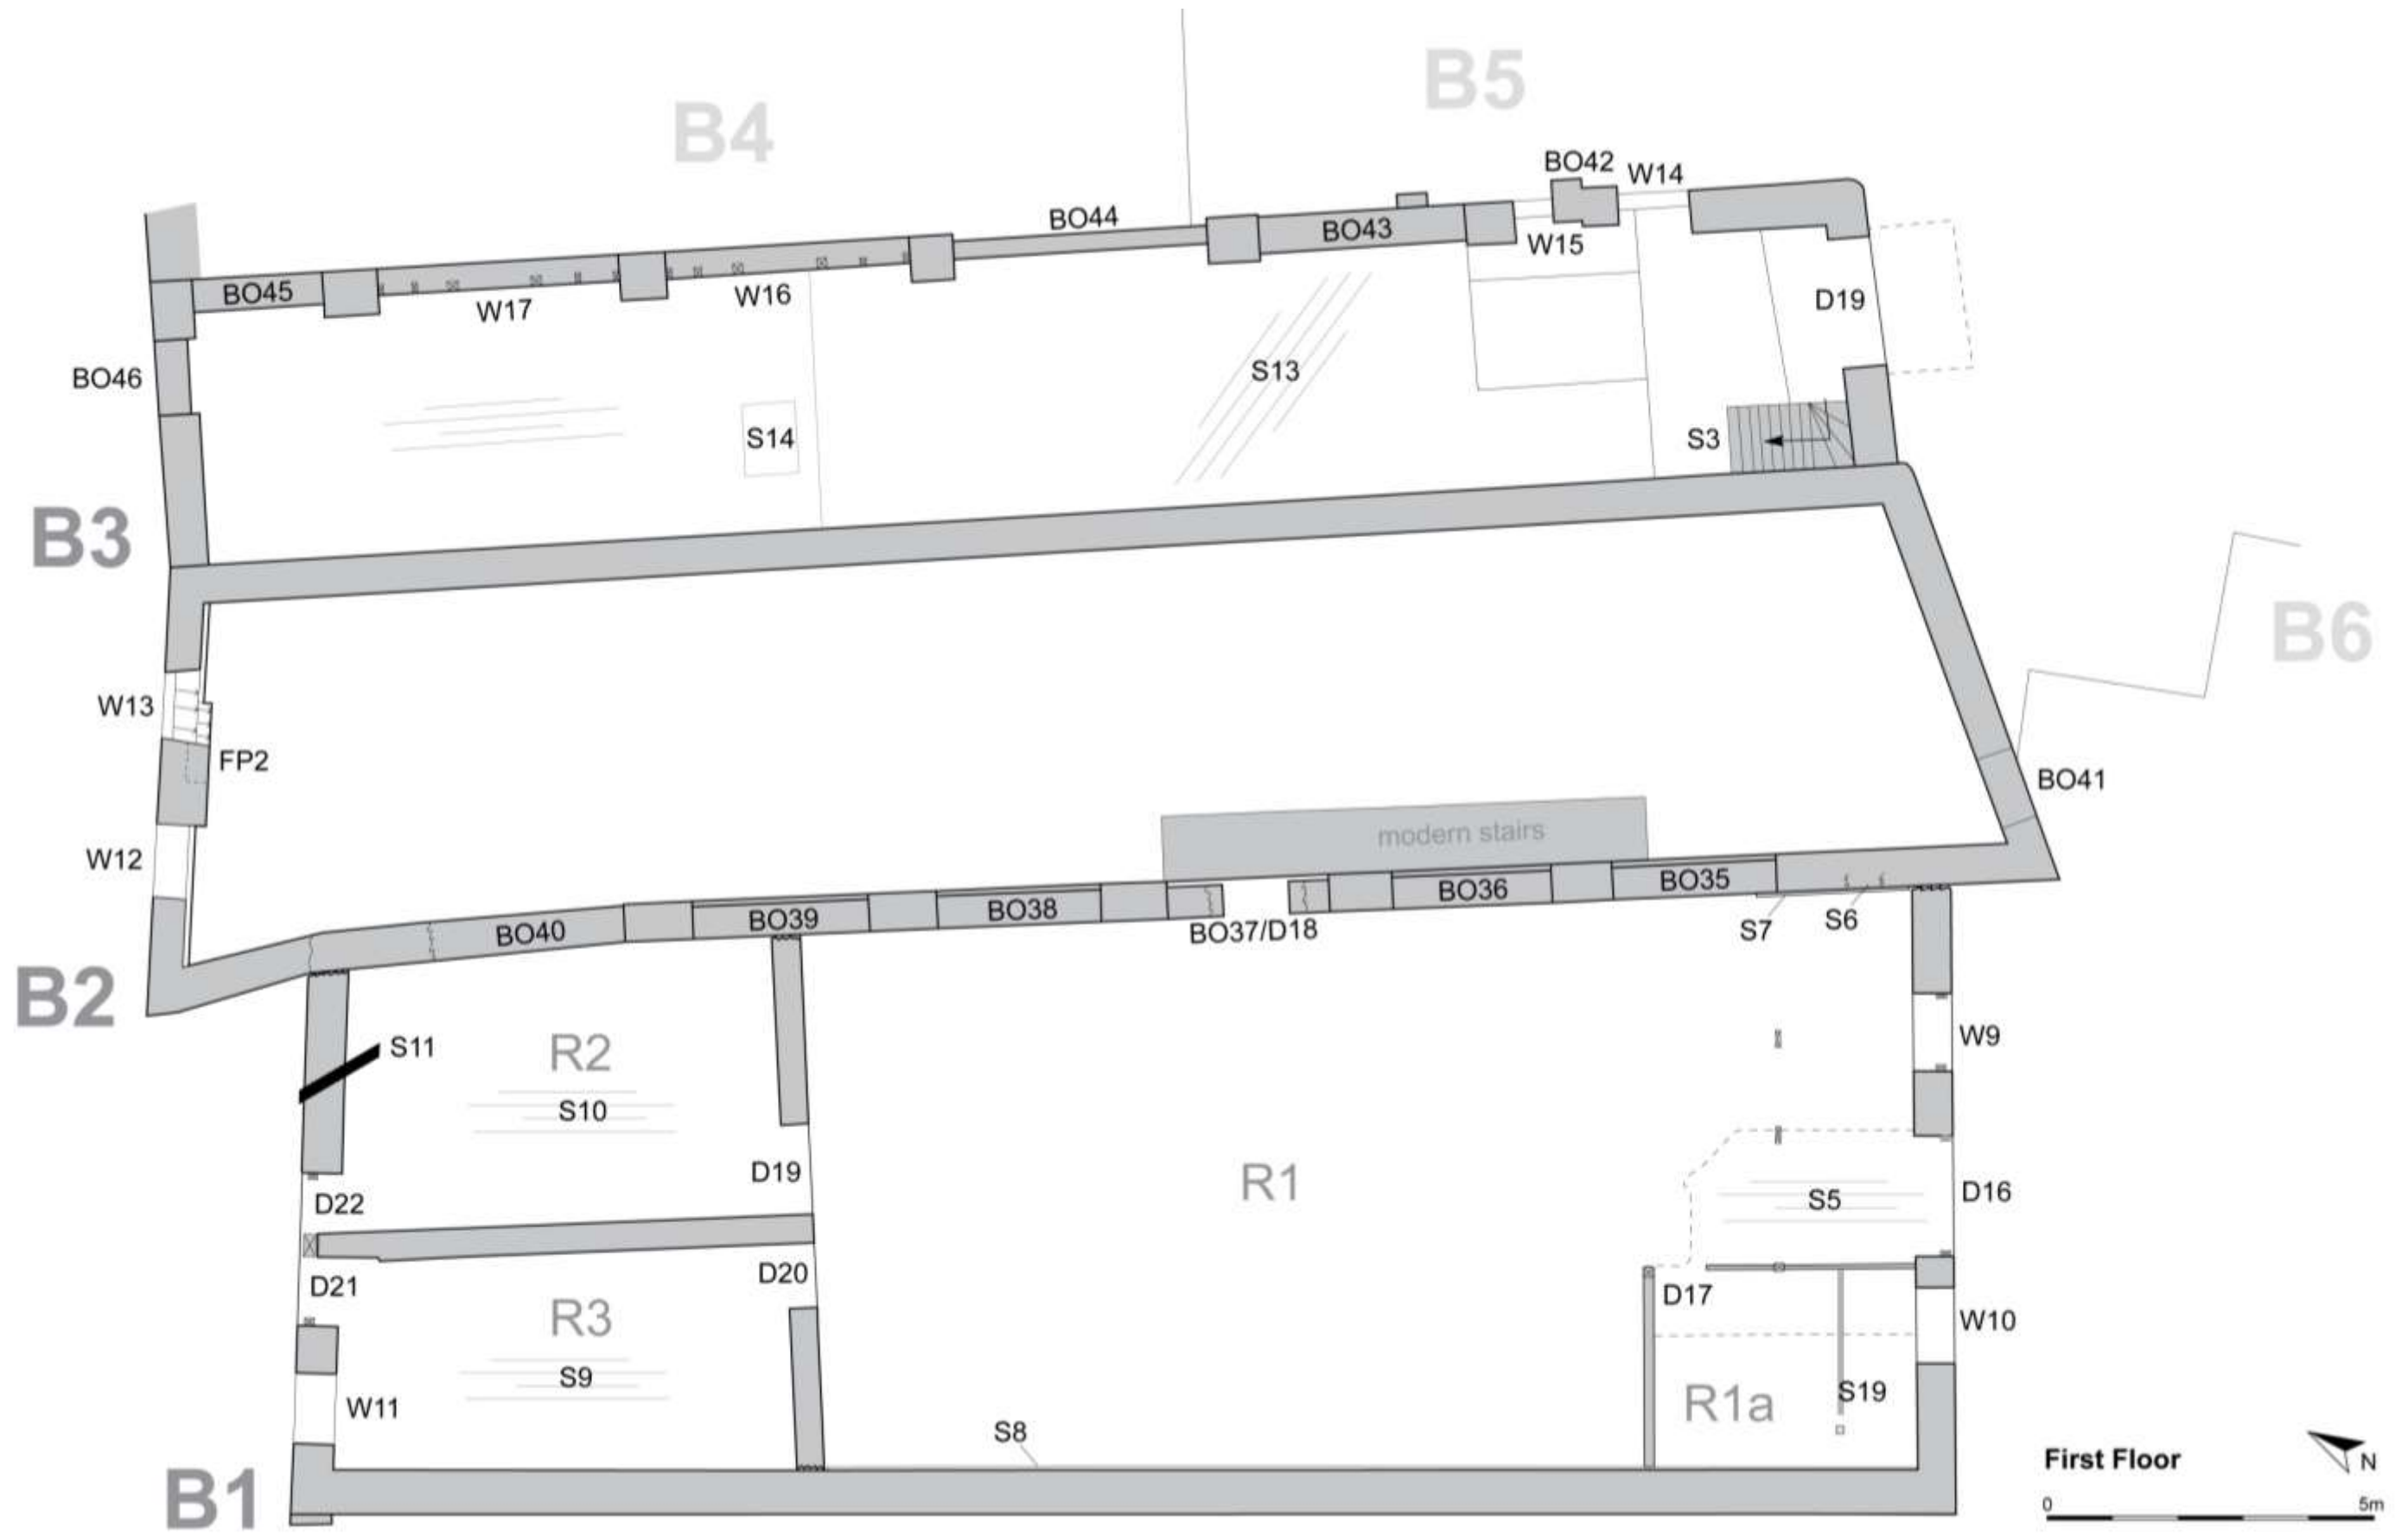 B5
B4
BO42
W14
BO44
BO43
W15
BO45
W17
W16
D19
BO46
S13
S14
S3
B3
B6
W13
FP2
BO41
modern stairs
W12
BO40
BO39
BO38
BO37/D18
BO36
BO35
S7
S6
B2
S11
R2
S10
W9
D19
R1
S5
D16
D22
D21
D20
D17
W10
R3
S9
W11
R1a
S19
S8
B1
First Floor
N
0
5m